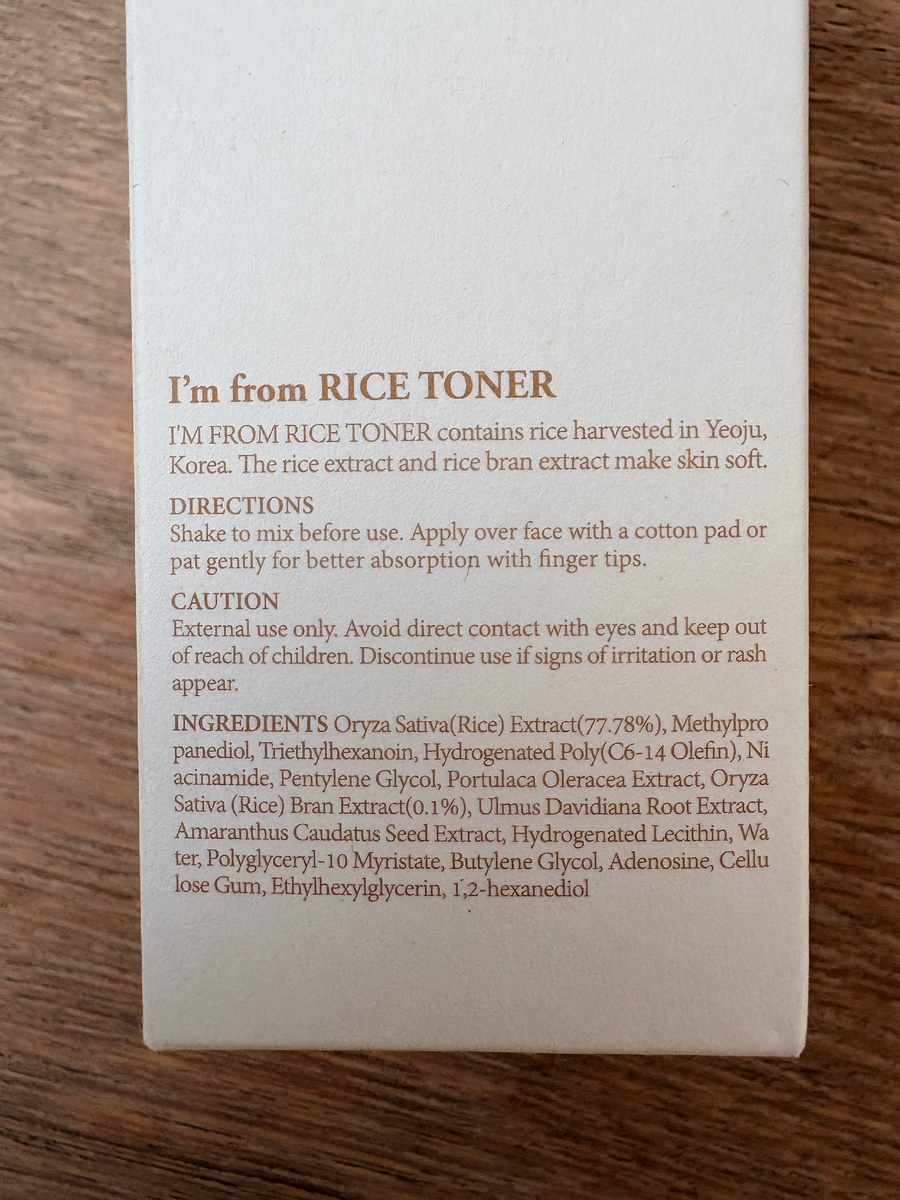 I'm from RICE TONER
I'M FROM RICE TONER contains rice harvested in Yeoju,
Korea. The rice extract and rice bran extract make skin soft.
DIRECTIONS
Shake to mix before use. Apply over face with a cotton pad or
pat gently for better absorption with finger tips.
CAUTION
External use only. Avoid direct contact with eyes and keep out
of reach of children. Discontinue use if signs of irritation or rash
appear.
INGREDIENTS Oryza Sativa(Rice) Extract(77.78%), Methylpro
panediol, Triethylhexanoin, Hydrogenated Poly(C6-14 Olefin), Ni
acinamide, Pentylene Glycol, Portulaca Oleracea Extract, Oryza
Sativa (Rice) Bran Extract(0.1%), Ulmus Davidiana Root Extract,
Amaranthus Caudatus Seed Extract, Hydrogenated Lecithin, Wa
ter, Polyglyceryl-10 Myristate, Butylene Glycol, Adenosine, Cellu
lose Gum, Ethylhexylglycerin, 1,2-hexanediol